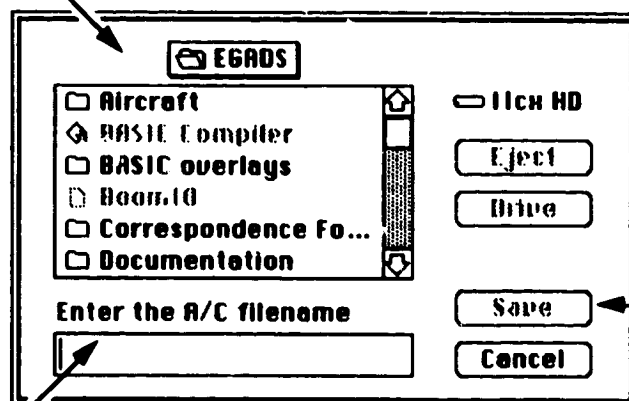 EGADS
Aircraft
BASIC Compiler
BASIC overlays
Boom.10
Correspondence Fo...
Documentation
IIcx HD
Eject
Drive
Enter the A/C filename
Save
Cancel